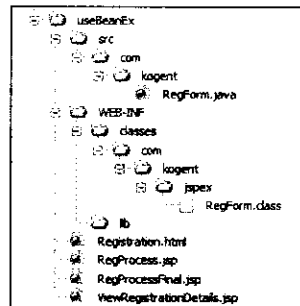 useBeanEx
src
com
kogent
RegForm.java
WEB-INF
classes
com
kogent
jspex
RegForm.class
lib
Registration.html
RegProcess.jsp
RegProcessFinal.jsp
ViewRegistrationDetails.jsp